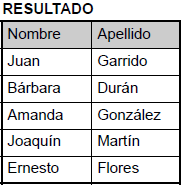 RESULTADO
Nombre Apellido
Juan Garrido
Bárbara Durán
Amanda González
Joaquín Martín
Ernesto Flores